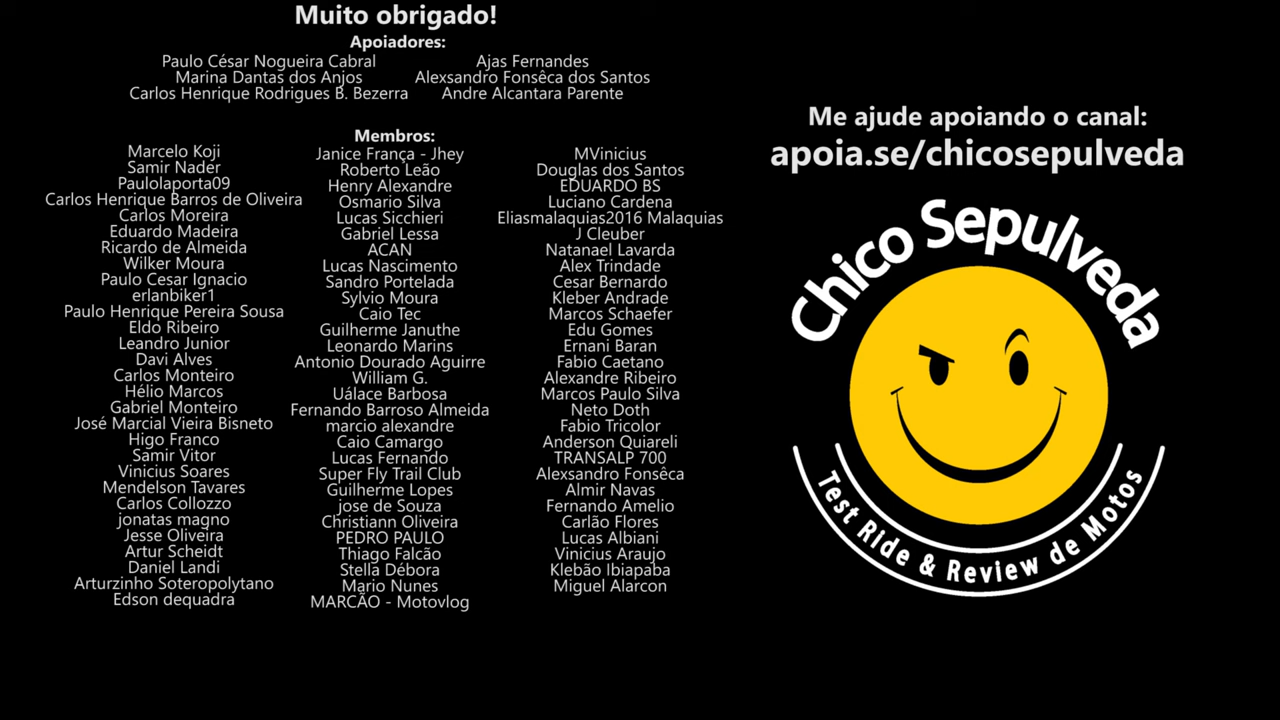 Muito obrigado!
Apoiadores:
Paulo César Nogueira Cabral
Marina Dantas dos Anjos
Carlos Henrique Rodrigues B. Bezerra
Ajas Fernandes
Alexsandro Fonsêca dos Santos
Andre Alcantara Parente
Membros:
Marcelo Koji
Samir Nader
Paulolaporta09
Carlos Henrique Barros de Oliveira
Carlos Moreira
Eduardo Madeira
Ricardo de Almeida
Wilker Moura
Paulo Cesar Ignacio
erlanbiker1
Paulo Henrique Pereira Sousa
Eldo Ribeiro
Leandro Junior
Davi Alves
Carlos Monteiro
Hélio Marcos
Gabriel Monteiro
José Marcial Vieira Bisneto
Higo Franco
Samir Vitor
Vinicius Soares
Mendelson Tavares
Carlos Collozzo
jonatas magno
Jesse Oliveira
Artur Scheidt
Daniel Landi
Arturzinho Soteropolytano
Edson dequadra
Janice França - Jhey
Roberto Leão
Henry Alexandre
Osmario Silva
Lucas Sicchieri
Gabriel Lessa
ACAN
Lucas Nascimento
Sandro Portelada
Sylvio Moura
Caio Tec
Guilherme Januthe
Leonardo Marins
Antonio Dourado Aguirre
William G.
Uálace Barbosa
Fernando Barroso Almeida
marcio alexandre
Caio Camargo
Lucas Fernando
Super Fly Trail Club
Guilherme Lopes
jose de Souza
Christiann Oliveira
PEDRO PAULO
Thiago Falcão
Stella Débora
Mario Nunes
MARCÃO - Motovlog
MVinicius
Douglas dos Santos
EDUARDO BS
Luciano Cardena
Eliasmalaquias2016 Malaquias
J Cleuber
Natanael Lavarda
Alex Trindade
Cesar Bernardo
Kleber Andrade
Marcos Schaefer
Edu Gomes
Ernani Baran
Fabio Caetano
Alexandre Ribeiro
Marcos Paulo Silva
Neto Doth
Fabio Tricolor
Anderson Quiareli
TRANSALP 700
Alexsandro Fonsêca
Almir Navas
Fernando Amelio
Carlão Flores
Lucas Albiani
Vinicius Araujo
Klebão Ibiapaba
Miguel Alarcon
Me ajude apoiando o canal:
apoia.se/chicosepulveda
Chico Sepulveda
Test Ride & Review de Motos